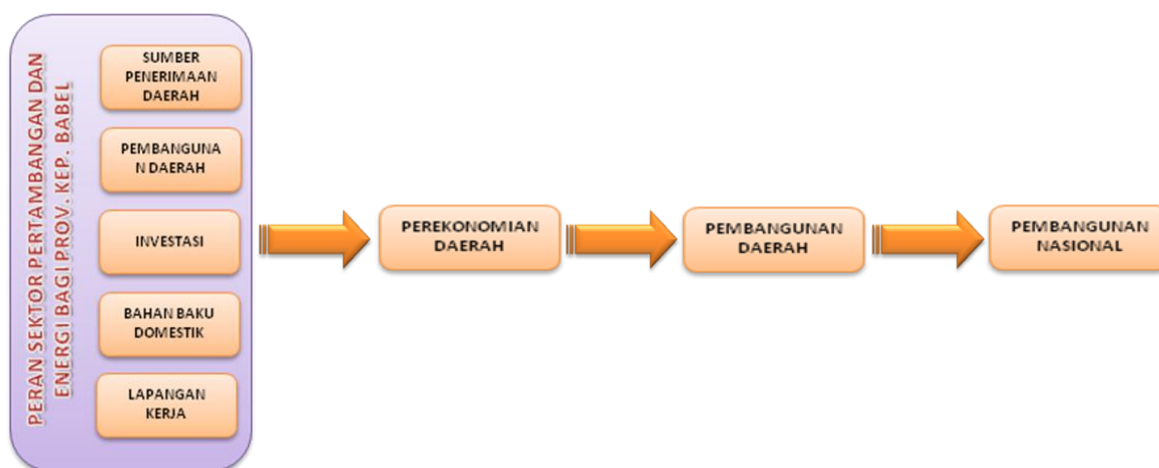 PERAN SEKTOR PERTAMBANGAN DAN
ENERGI BAGI PROV. KEP. BABEL
SUMBER
PENERIMAAN
DAERAH
PEMBANGUNA
N DAERAH
INVESTASI
BAHAN BAKU
DOMESTIK
LAPANGAN
KERJA
PEREKONOMIAN
DAERAH
PEMBANGUNAN
DAERAH
PEMBANGUNAN
NASIONAL